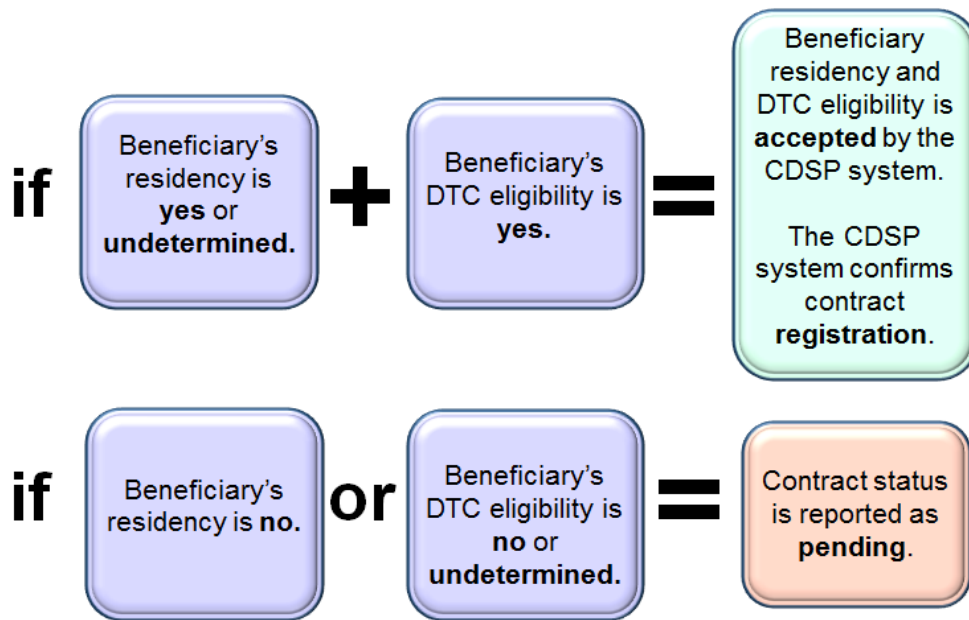 if
Beneficiary's
residency is
yes or
undetermined.
+
Beneficiary's
DTC eligibility is
yes.
=
Beneficiary
residency and
DTC eligibility is
accepted by the
CDSP system.
The CDSP
system confirms
contract
registration.
if
Beneficiary's
residency is no.
or
Beneficiary's
DTC eligibility is
no or
undetermined.
=
Contract status
is reported as
pending.